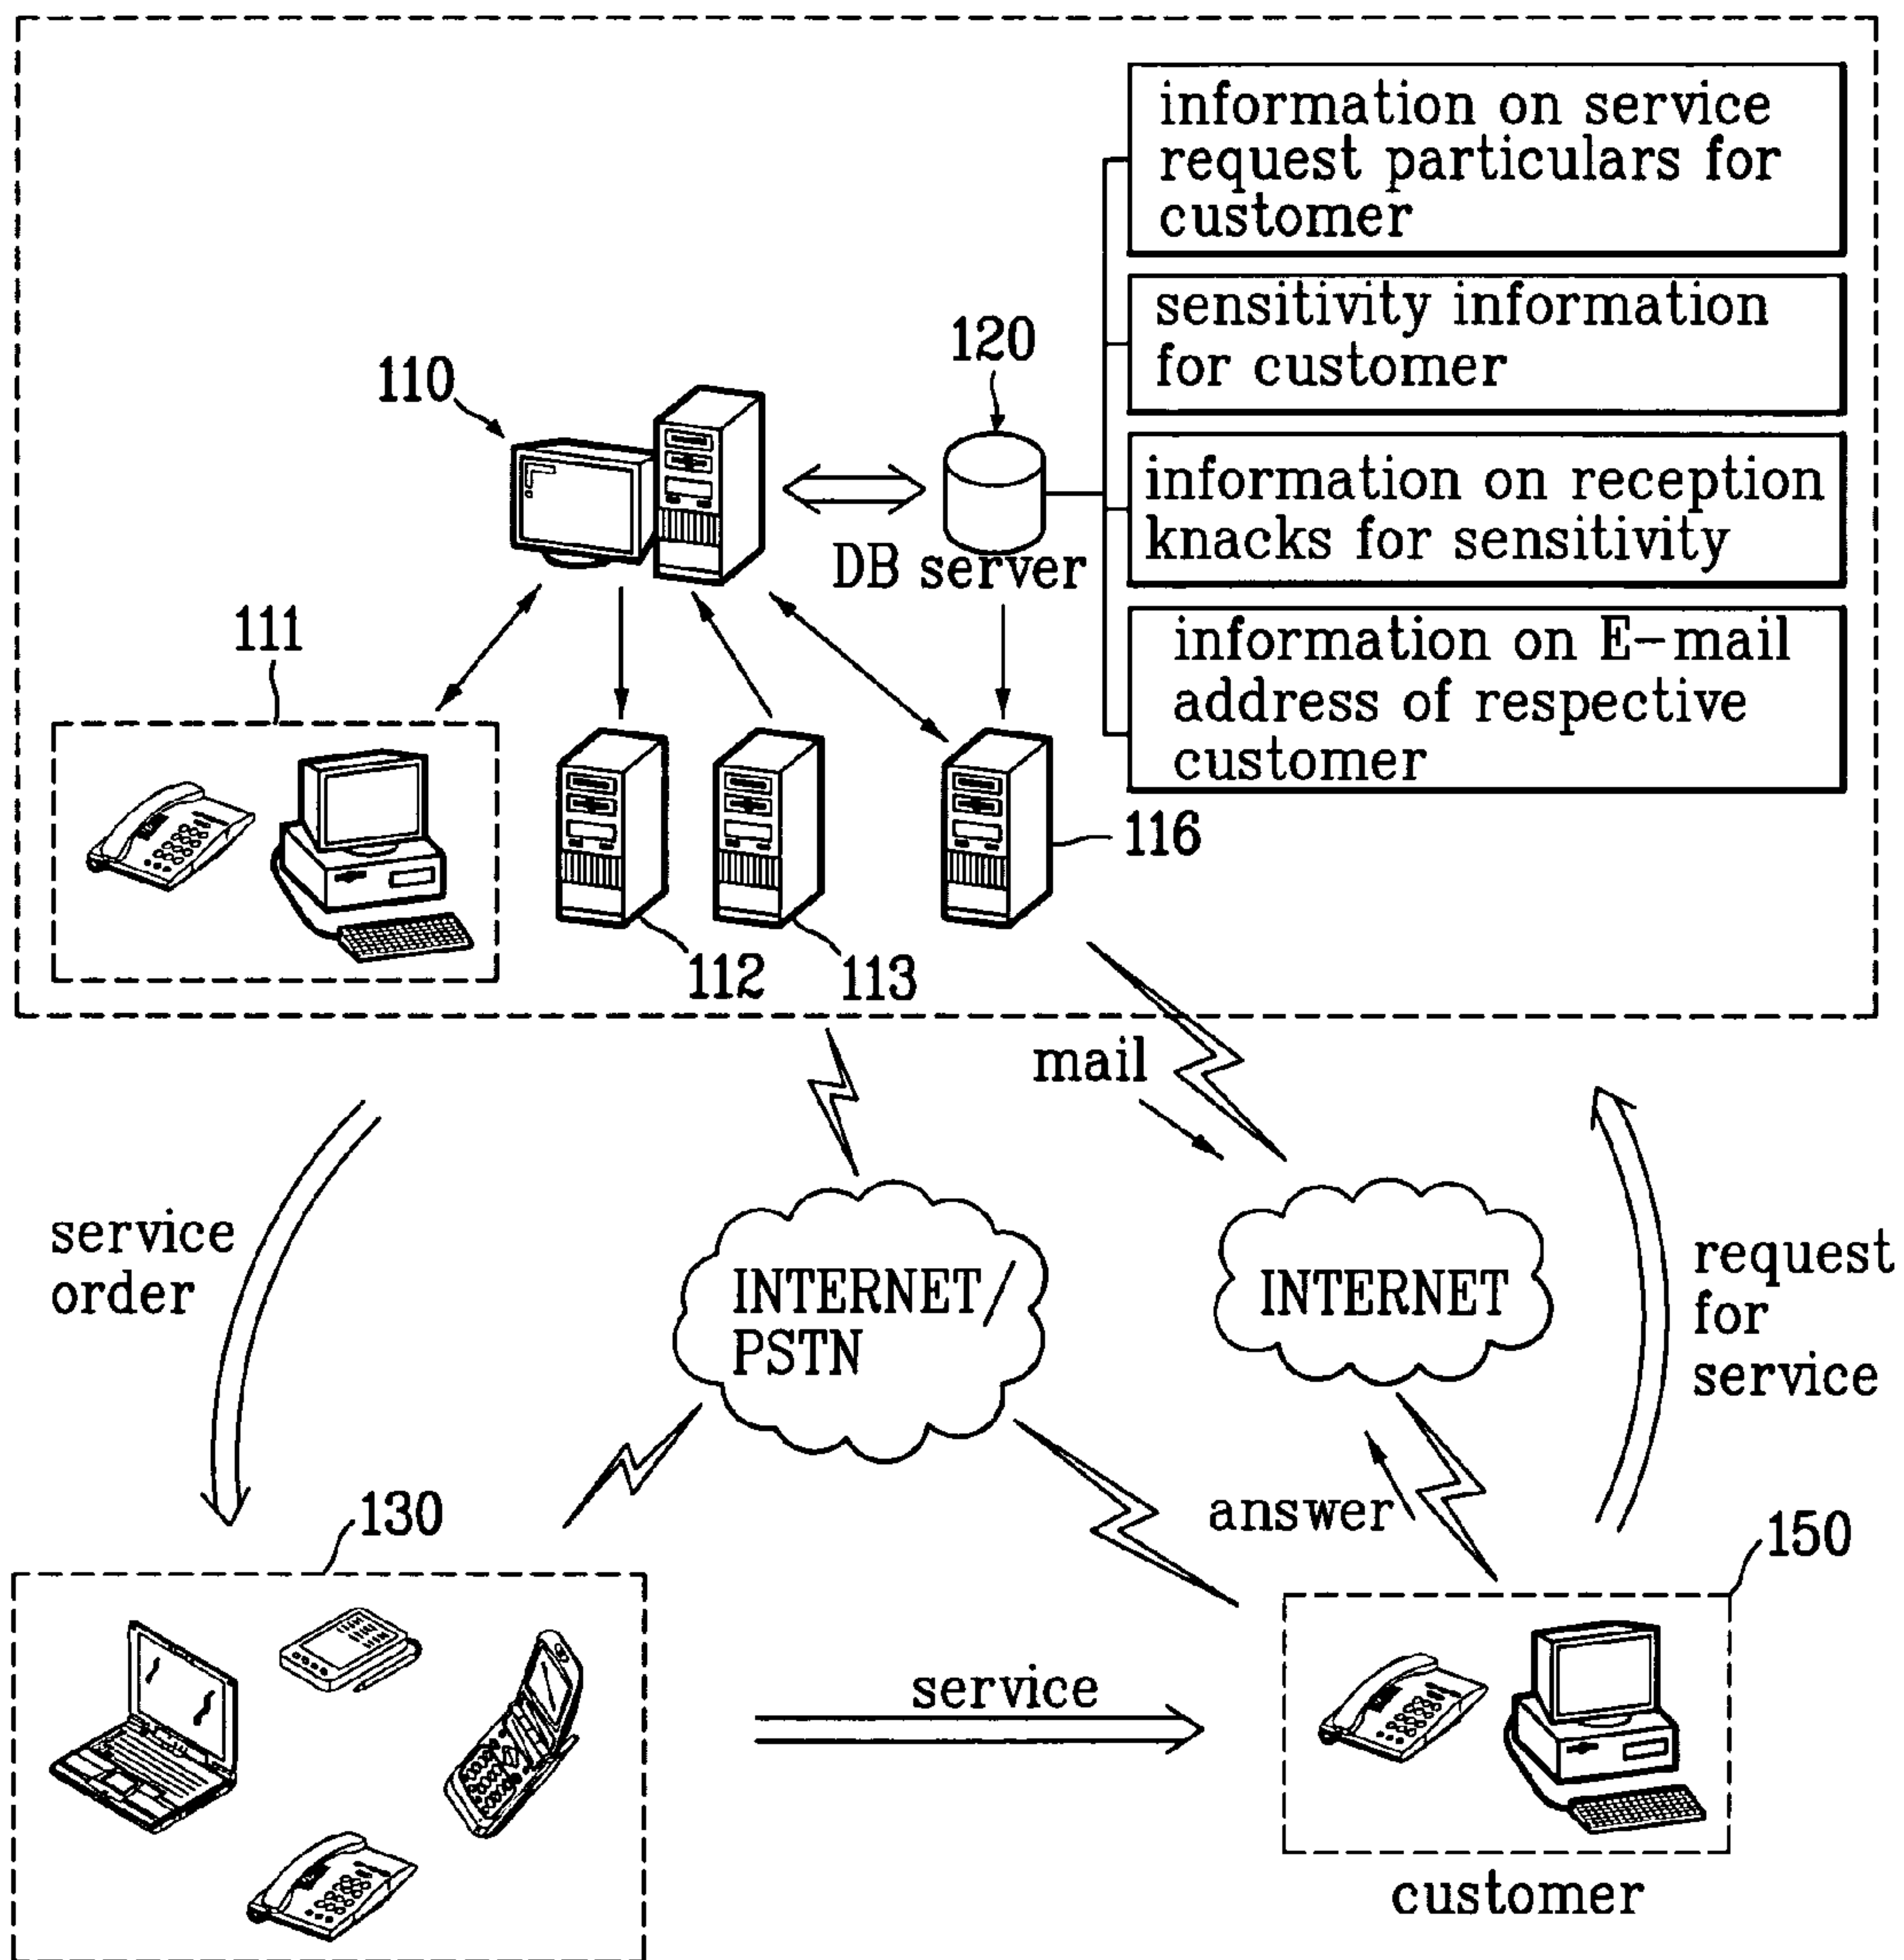 information on service
request particulars for
customer
sensitivity information
for customer
120
110
information on reception
knacks for sensitivity
DB server
111
information on E-mail
address of respective
customer
116
112
113
mail
service
order
INTERNET/
PSTN
INTERNET
request
for
service
answer
130
150
service
customer